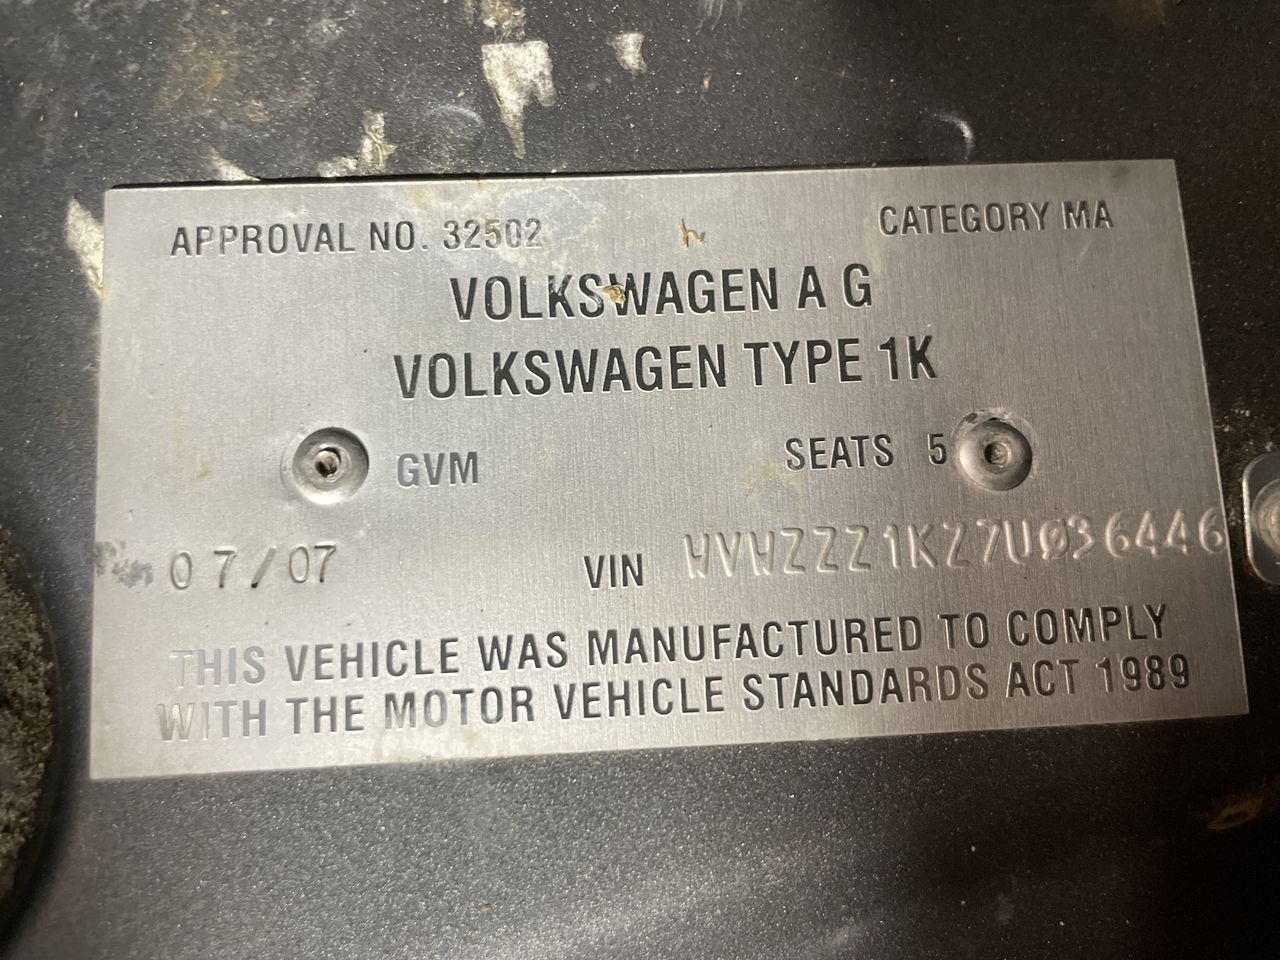 APPROVAL NO. 32502 CATEGORY MA
VOLKSWAGEN A G
VOLKSWAGEN TYPE 1K
GVM SEATS 5
07/07 VIN WVWZZZ1KZ7U036446
THIS VEHICLE WAS MANUFACTURED TO COMPLY
WITH THE MOTOR VEHICLE STANDARDS ACT 1989